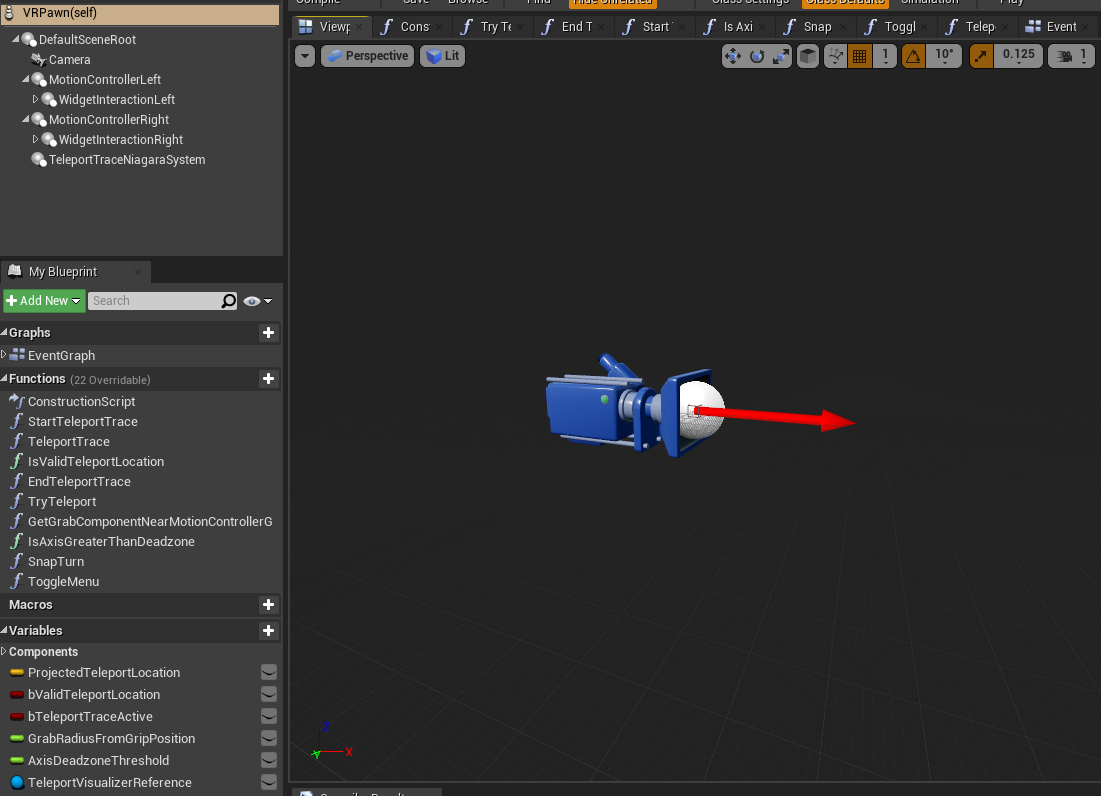 Compile Save Browse Find Hide Unrelated Class Settings Class Defaults Simulation Play
VRPawn(self)
DefaultSceneRoot
Camera
MotionControllerLeft
WidgetInteractionLeft
MotionControllerRight
WidgetInteractionRight
TeleportTraceNiagaraSystem
Viewp Cons Try Te End T Start Is Axi Snap Toggl Telep Event
Perspective Lit 1 10° 0.125 1
My Blueprint
Add New Search
Graphs
EventGraph
Functions (22 Overridable)
ConstructionScript
StartTeleportTrace
TeleportTrace
IsValidTeleportLocation
EndTeleportTrace
TryTeleport
GetGrabComponentNearMotionControllerG
IsAxisGreaterThanDeadzone
SnapTurn
ToggleMenu
Macros
Variables
Components
ProjectedTeleportLocation
bValidTeleportLocation
bTeleportTraceActive
GrabRadiusFromGripPosition
AxisDeadzoneThreshold
TeleportVisualizerReference
Z
X
Y
Compiler Results